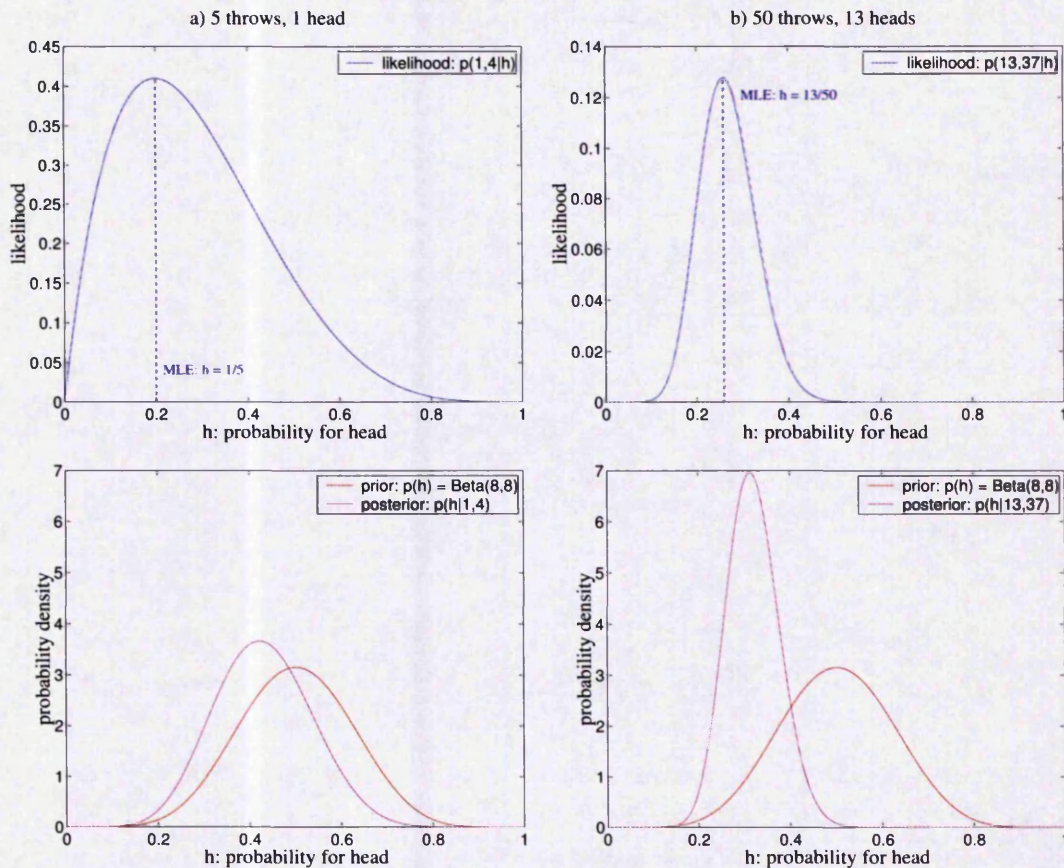 a) 5 throws, 1 head
0.45
0.4
0.35
0.3
0.25
0.2
0.15
0.1
0.05
0
likelihood
likelihood: p(1,4|h)
MLE: h = 1/5
0 0.2 0.4 0.6 0.8 1
h: probability for head
b) 50 throws, 13 heads
0.14
0.12
0.1
0.08
0.06
0.04
0.02
0
likelihood
likelihood: p(13,37|h)
MLE: h = 13/50
0 0.2 0.4 0.6 0.8
h: probability for head
7
6
5
4
3
2
1
0
probability density
prior: p(h) = Beta(8,8)
posterior: p(h|1,4)
0 0.2 0.4 0.6 0.8 1
h: probability for head
7
6
5
4
3
2
1
0
probability density
prior: p(h) = Beta(8,8)
posterior: p(h|13,37)
0 0.2 0.4 0.6 0.8
h: probability for head